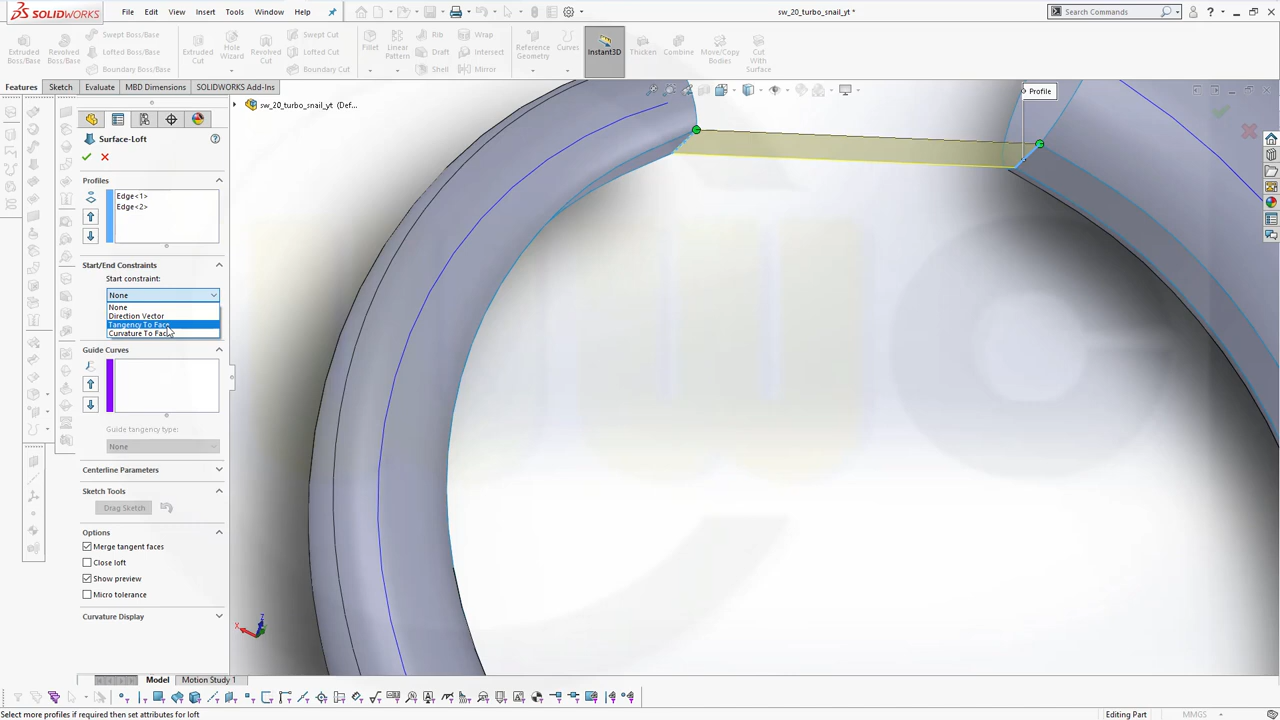 SOLIDWORKS
File
Edit
View
Insert
Tools
Window
sw_20_turbo_snail_yt *
Search Commands
Extruded Boss/Base
Revolved Boss/Base
Swept Boss/Base
Lofted Boss/Base
Boundary Boss/Base
Extruded Cut
Hole Wizard
Revolved Cut
Swept Cut
Lofted Cut
Boundary Cut
Fillet
Linear Pattern
Rib
Draft
Shell
Wrap
Intersect
Mirror
Reference Geometry
Curves
Instant3D
Thicken
Combine
Move/Copy Bodies
Cut With Surface
Features
Sketch
Evaluate
MBD Dimensions
SOLIDWORKS Add-Ins
sw_20_turbo_snail_yt (Def...
Profile
Surface-Loft
Profiles
Edge<1>
Edge<2>
Start/End Constraints
Start constraint:
None
None
Direction Vector
Tangency To Face
Curvature To Face
Guide Curves
Guide tangency type:
None
Centerline Parameters
Sketch Tools
Drag Sketch
Options
Merge tangent faces
Close loft
Show preview
Micro tolerance
Curvature Display
X
Z
Model
Motion Study 1
Select more profiles if required then set attributes for loft
Editing Part
MMGS